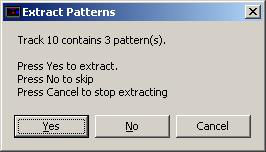 Extract Patterns
Track 10 contains 3 pattern(s).
Press Yes to extract.
Press No to skip
Press Cancel to stop extracting
Yes No Cancel